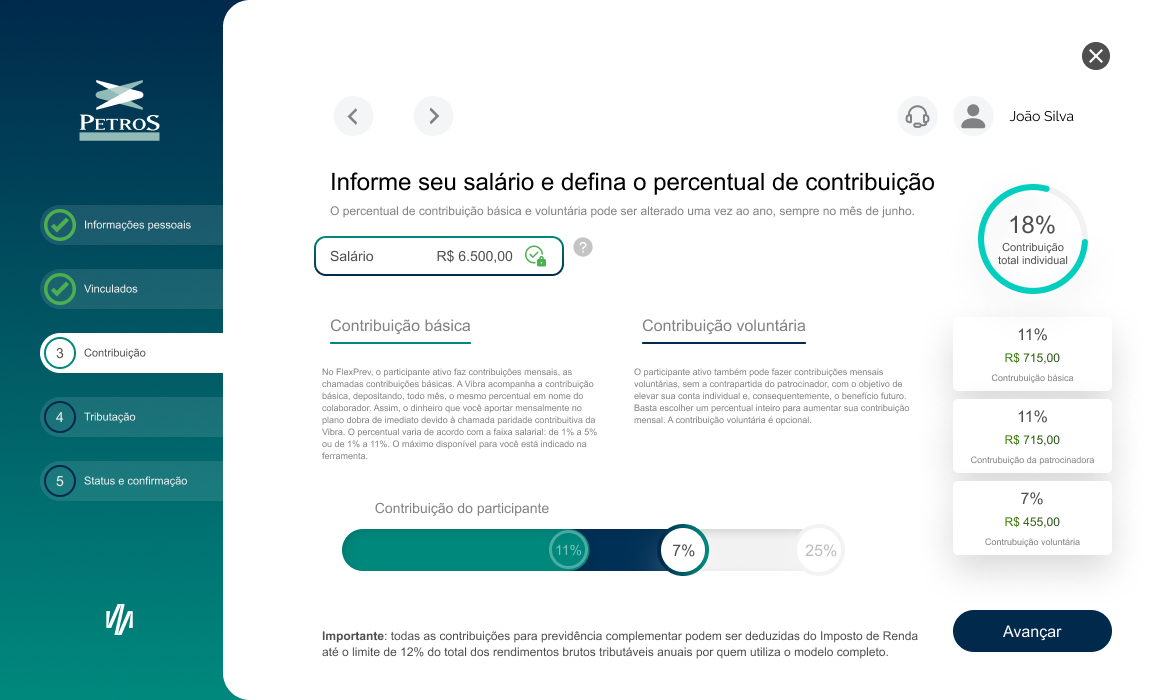 PETROS
Informações pessoais
Vinculados
3
Contribuição
4
Tributação
5
Status e confirmação
João Silva
Informe seu salário e defina o percentual de contribuição
O percentual de contribuição básica e voluntária pode ser alterado uma vez ao ano, sempre no mês de junho.
Salário R$ 6.500,00
?
Contribuição básica
No FlexPrev, o participante ativo faz contribuições mensais, as
chamadas contribuições básicas. A Vibra acompanha a contribuição
básica, depositando, todo mês, o mesmo percentual em nome do
colaborador. Assim, o dinheiro que você aportar mensalmente no
plano dobra de imediato devido à chamada paridade contributiva da
Vibra. O percentual varia de acordo com a faixa salarial: de 1% a 5%
ou de 1% a 11%. O máximo disponível para você está indicado na
ferramenta.
Contribuição voluntária
O participante ativo também pode fazer contribuições mensais
voluntárias, sem a contrapartida do patrocinador, com o objetivo de
elevar sua conta individual e, consequentemente, o benefício futuro.
Basta escolher um percentual inteiro para aumentar sua contribuição
mensal. A contribuição voluntária é opcional.
Contribuição do participante
11% 7% 25%
Importante: todas as contribuições para previdência complementar podem ser deduzidas do Imposto de Renda
até o limite de 12% do total dos rendimentos brutos tributáveis anuais por quem utiliza o modelo completo.
18%
Contribuição
total individual
11%
R$ 715,00
Contrubuição básica
11%
R$ 715,00
Contrubuição da patrocinadora
7%
R$ 455,00
Contrubuição voluntária
Avançar